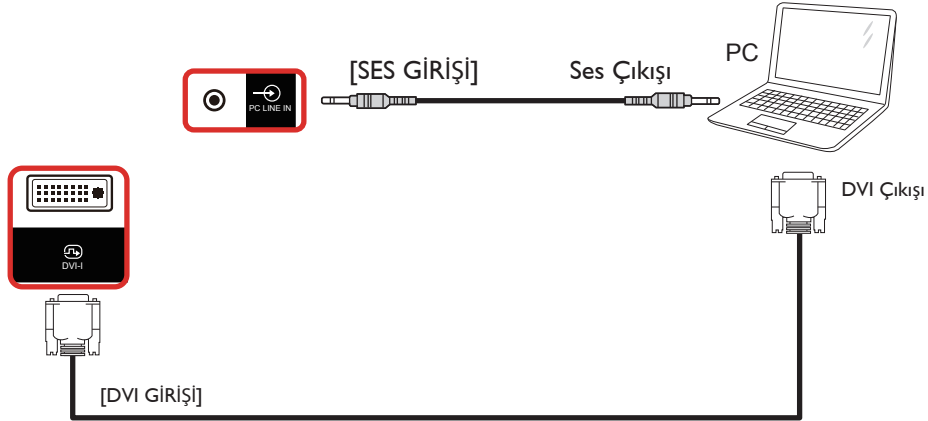 PC
[SES GİRİŞİ]
Ses Çıkışı
PC LINE IN
DVI Çıkışı
DVI-I
[DVI GİRİŞİ]